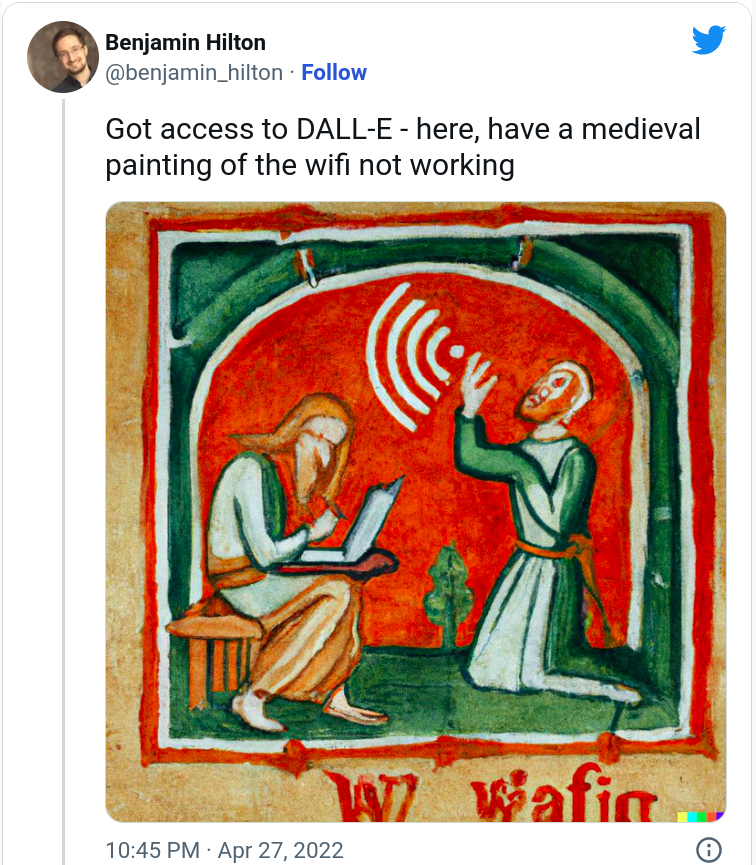 Benjamin Hilton
@benjamin_hilton · Follow
Got access to DALL-E - here, have a medieval
painting of the wifi not working
10:45 PM · Apr 27, 2022